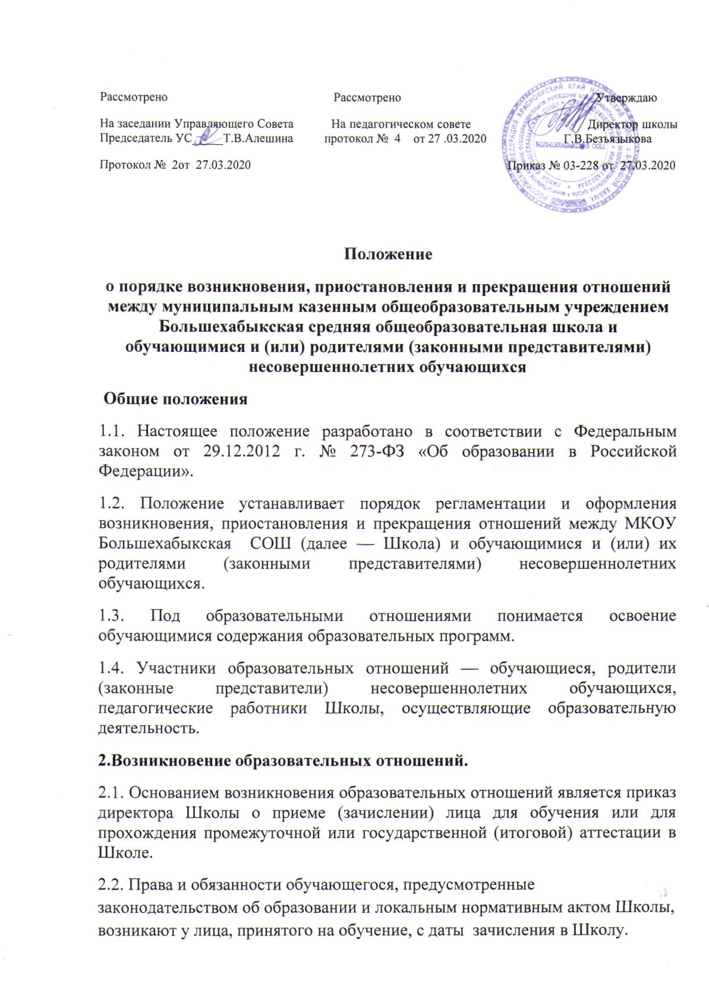 Рассмотрено Рассмотрено Утверждаю
На заседании Управляющего Совета На педагогическом совете Директор школы
Председатель УС_____Т.В.Алешина протокол № 4 от 27 .03.2020 Г.В.Безъязыкова
БОЛЬШЕХАБЫКСКАЯ СОШ
Протокол № 2от 27.03.2020 Приказ № 03-228 от 27.03.2020
Положение
о порядке возникновения, приостановления и прекращения отношений
между муниципальным казенным общеобразовательным учреждением
Большехабыкская средняя общеобразовательная школа и
обучающимися и (или) родителями (законными представителями)
несовершеннолетних обучающихся
Общие положения
1.1. Настоящее положение разработано в соответствии с Федеральным
законом от 29.12.2012 г. № 273-ФЗ «Об образовании в Российской
Федерации».
1.2. Положение устанавливает порядок регламентации и оформления
возникновения, приостановления и прекращения отношений между МКОУ
Большехабыкская СОШ (далее — Школа) и обучающимися и (или) их
родителями (законными представителями) несовершеннолетних
обучающихся.
1.3. Под образовательными отношениями понимается освоение
обучающимися содержания образовательных программ.
1.4. Участники образовательных отношений — обучающиеся, родители
(законные представители) несовершеннолетних обучающихся,
педагогические работники Школы, осуществляющие образовательную
деятельность.
2.Возникновение образовательных отношений.
2.1. Основанием возникновения образовательных отношений является приказ
директора Школы о приеме (зачислении) лица для обучения или для
прохождения промежуточной или государственной (итоговой) аттестации в
Школе.
2.2. Права и обязанности обучающегося, предусмотренные
законодательством об образовании и локальным нормативным актом Школы,
возникают у лица, принятого на обучение, с даты зачисления в Школу.